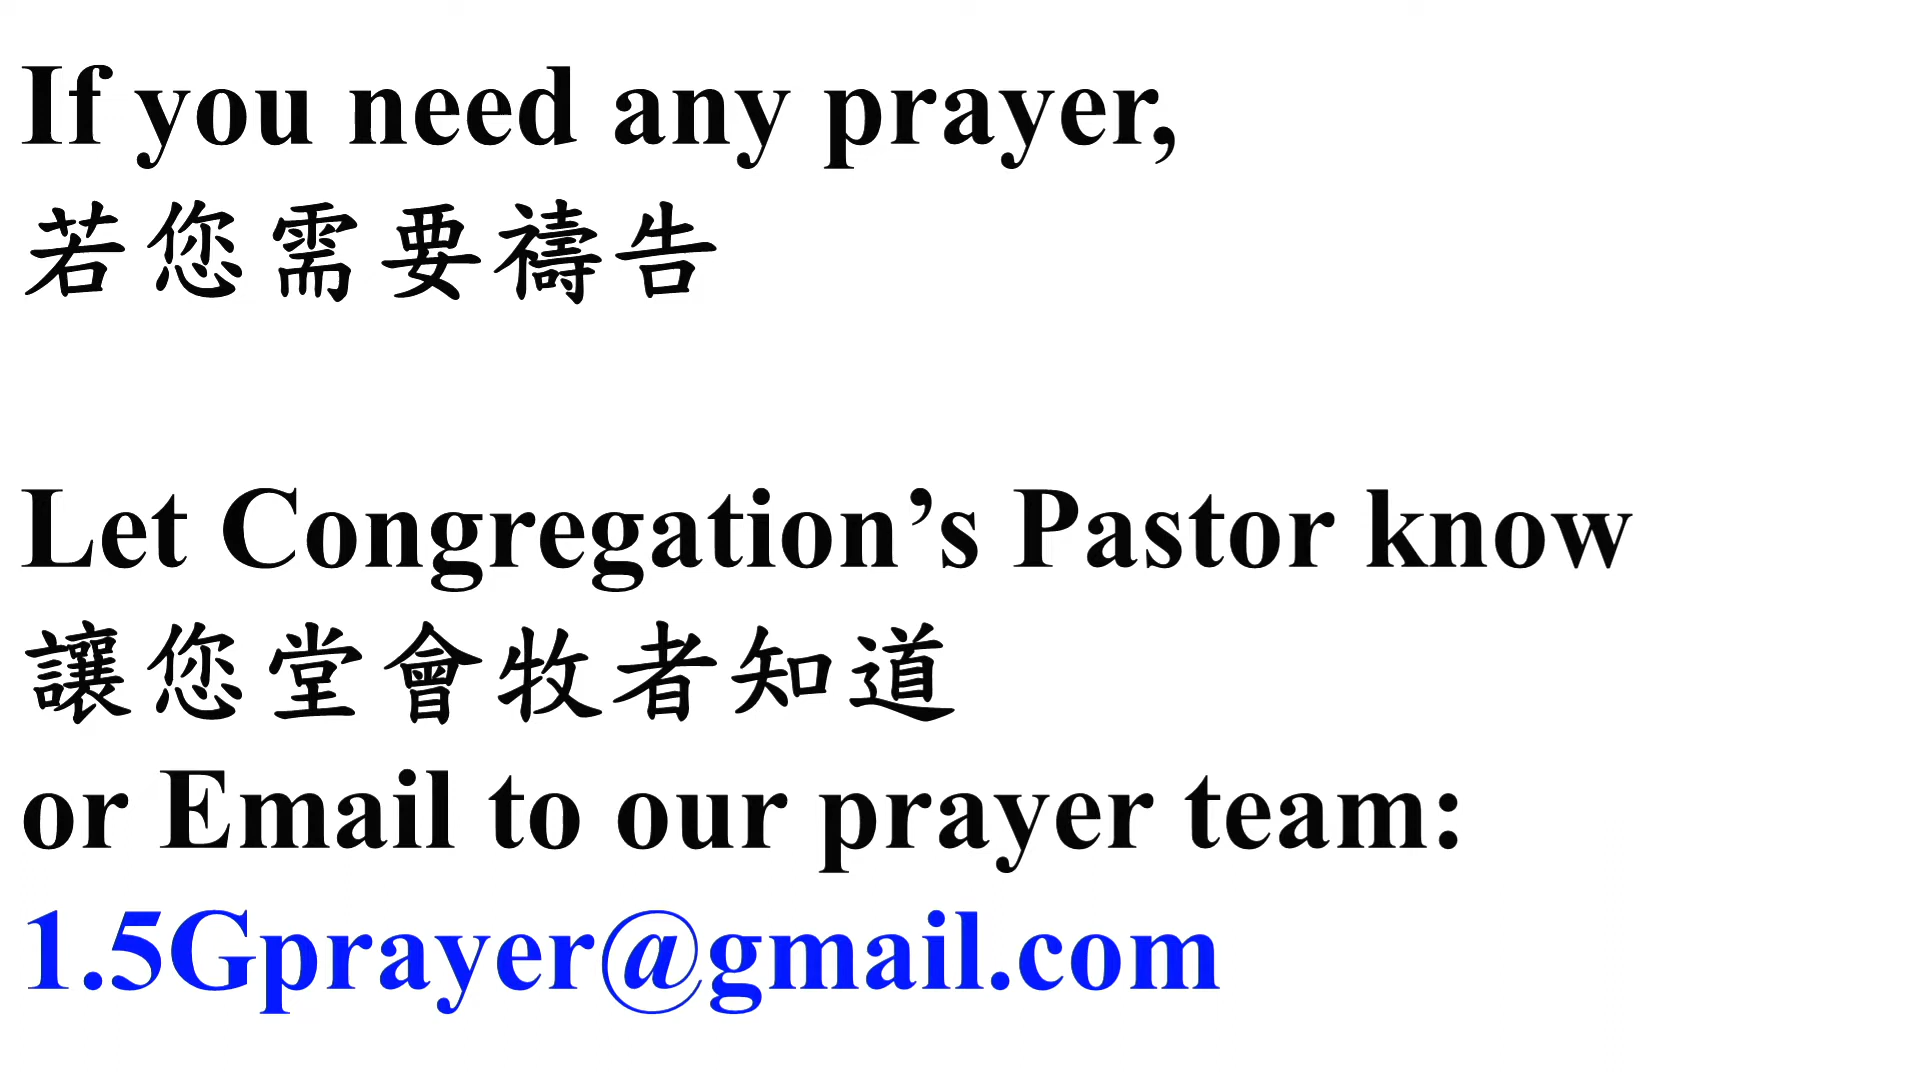 If you need any prayer,
若您需要禱告
Let Congregation’s Pastor know
讓您堂會牧者知道
or Email to our prayer team:
1.5Gprayer@gmail.com